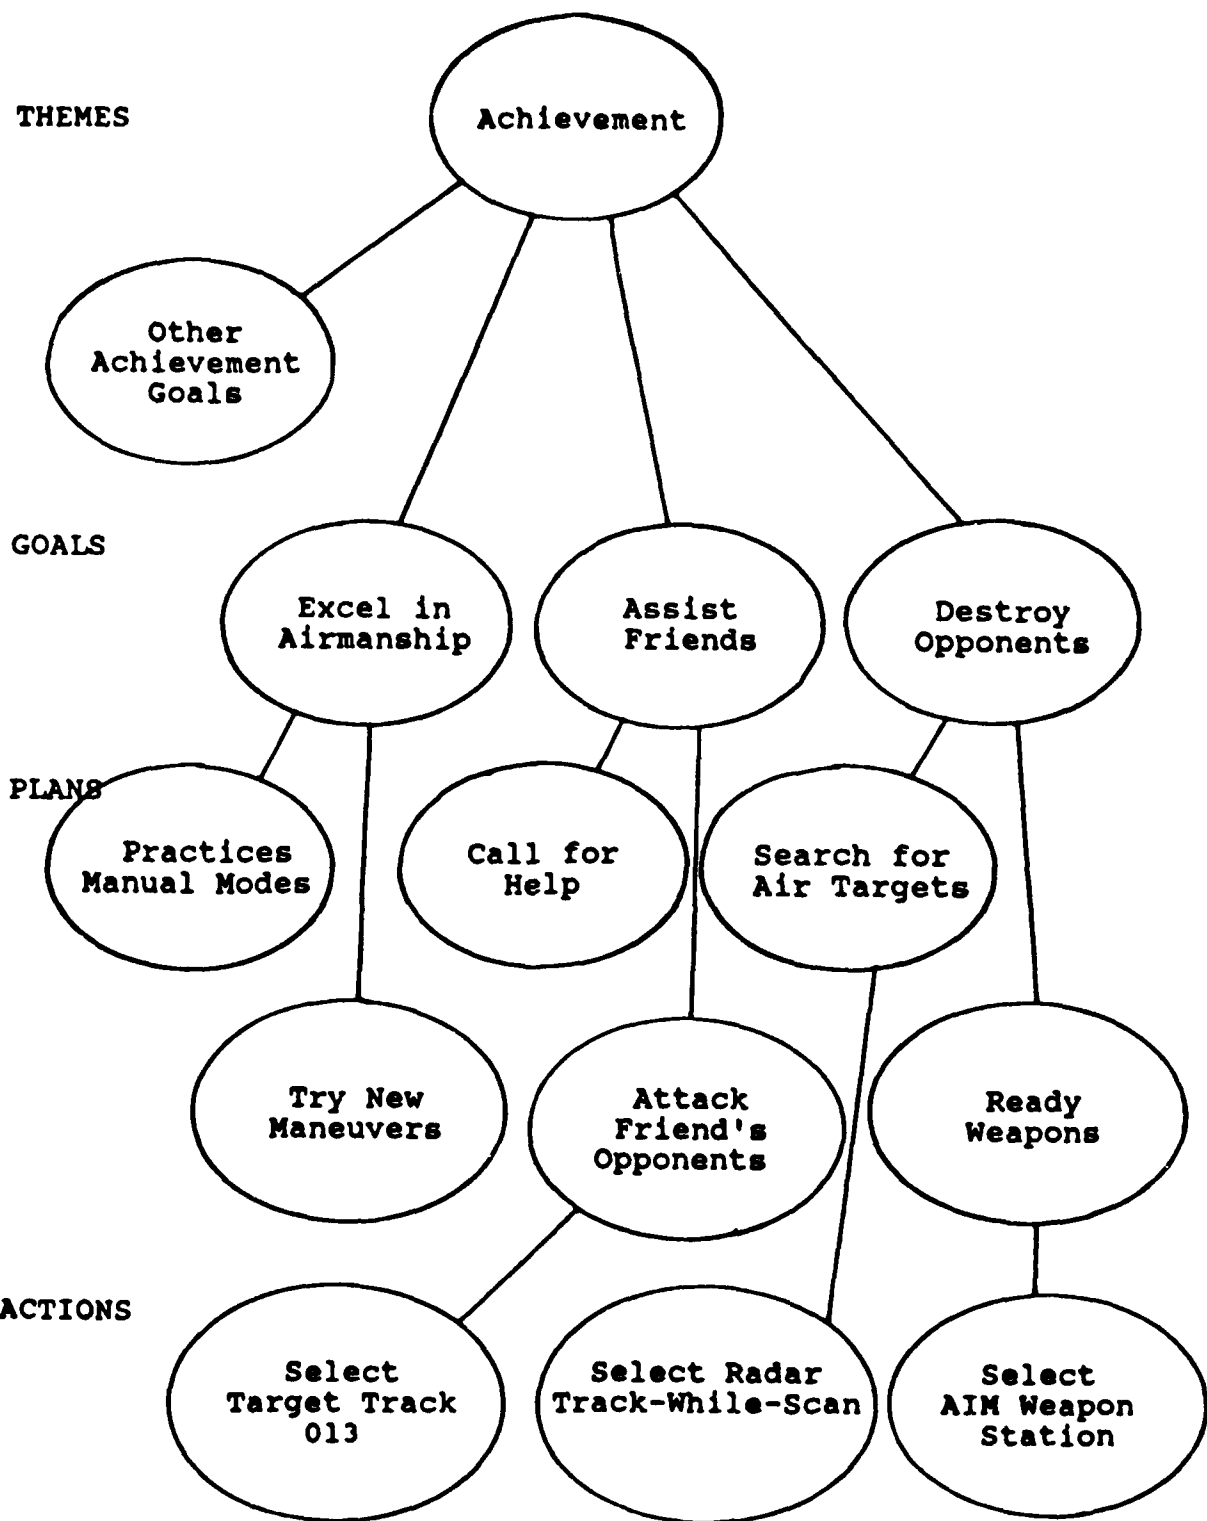 THEMES
Achievement
Other
Achievement
Goals
GOALS
Excel in
Airmanship
Assist
Friends
Destroy
Opponents
PLANS
Practices
Manual Modes
Call for
Help
Search for
Air Targets
Try New
Maneuvers
Attack
Friend's
Opponents
Ready
Weapons
ACTIONS
Select
Target Track
013
Select Radar
Track-While-Scan
Select
AIM Weapon
Station